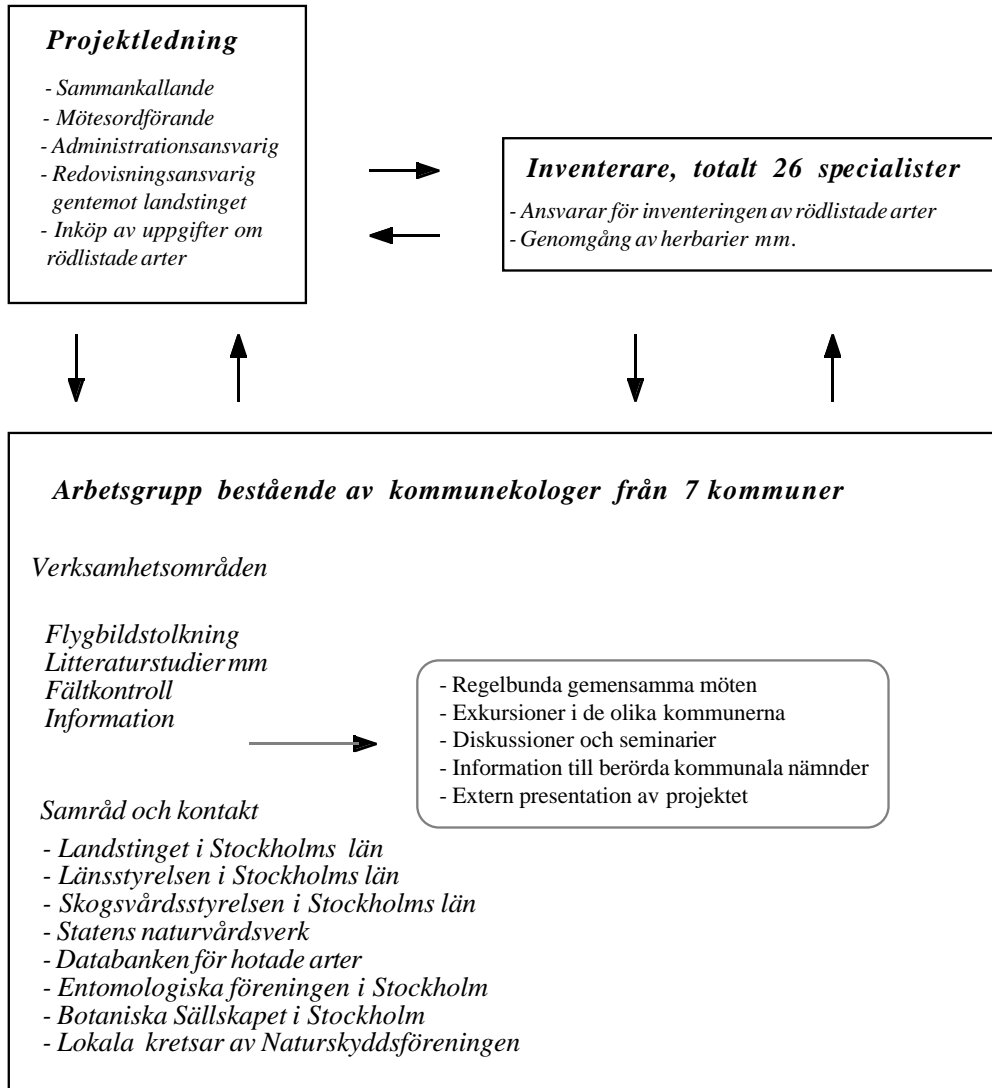 Projektledning
- Sammankallande
- Mötesordförande
- Administrationsansvarig
- Redovisningsansvarig
gentemot landstinget
- Inköp av uppgifter om
rödlistade arter
Inventerare, totalt 26 specialister
- Ansvarar för inventeringen av rödlistade arter
- Genomgång av herbarier mm.
Arbetsgrupp bestående av kommunekologer från 7 kommuner
Verksamhetsområden
Flygbildstolkning
Litteraturstudier mm
Fältkontroll
Information
- Regelbunda gemensamma möten
- Exkursioner i de olika kommunerna
- Diskussioner och seminarier
- Information till berörda kommunala nämnder
- Extern presentation av projektet
Samråd och kontakt
- Landstinget i Stockholms län
- Länsstyrelsen i Stockholms län
- Skogsvårdsstyrelsen i Stockholms län
- Statens naturvårdsverk
- Databanken för hotade arter
- Entomologiska föreningen i Stockholm
- Botaniska Sällskapet i Stockholm
- Lokala kretsar av Naturskyddsföreningen